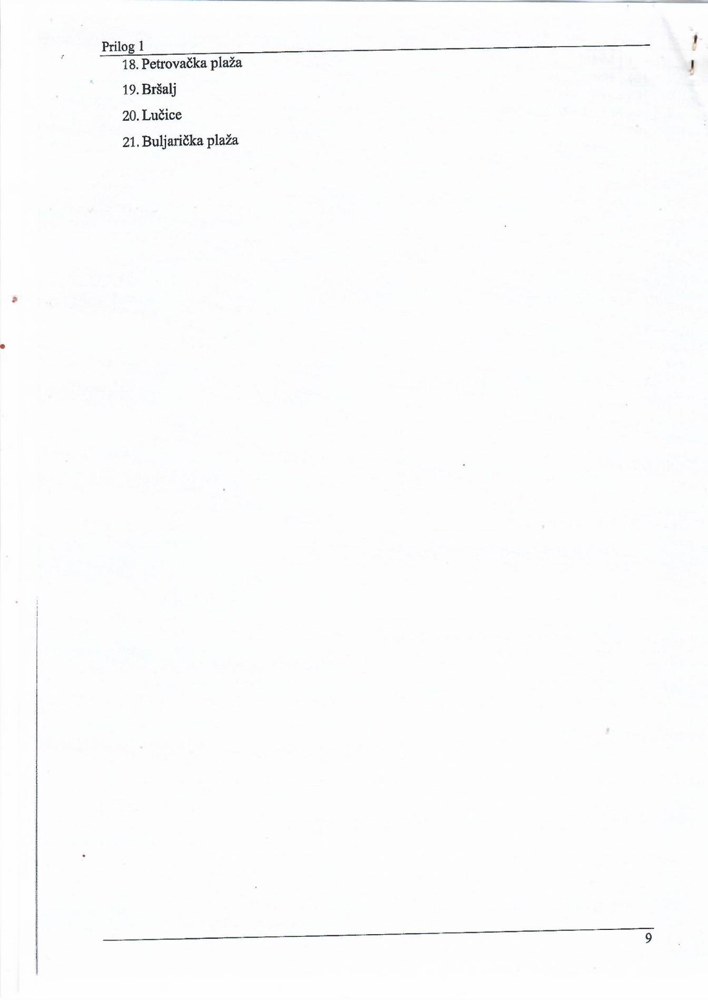 Prilog 1
18. Petrovačka plaža
19. Bršalj
20. Lučice
21. Buljarička plaža
9